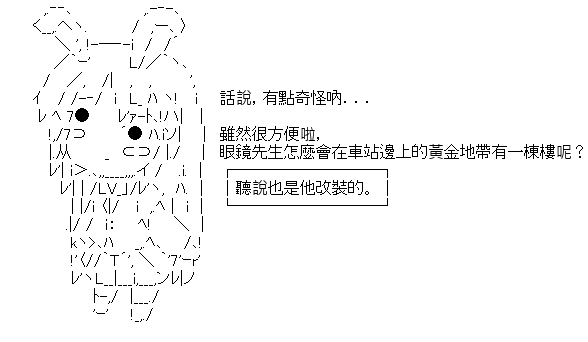 話說，有點奇怪吶...
雖然很方便啦，
眼鏡先生怎麼會在車站邊上的黃金地帶有一棟樓呢？
聽說也是他改裝的。